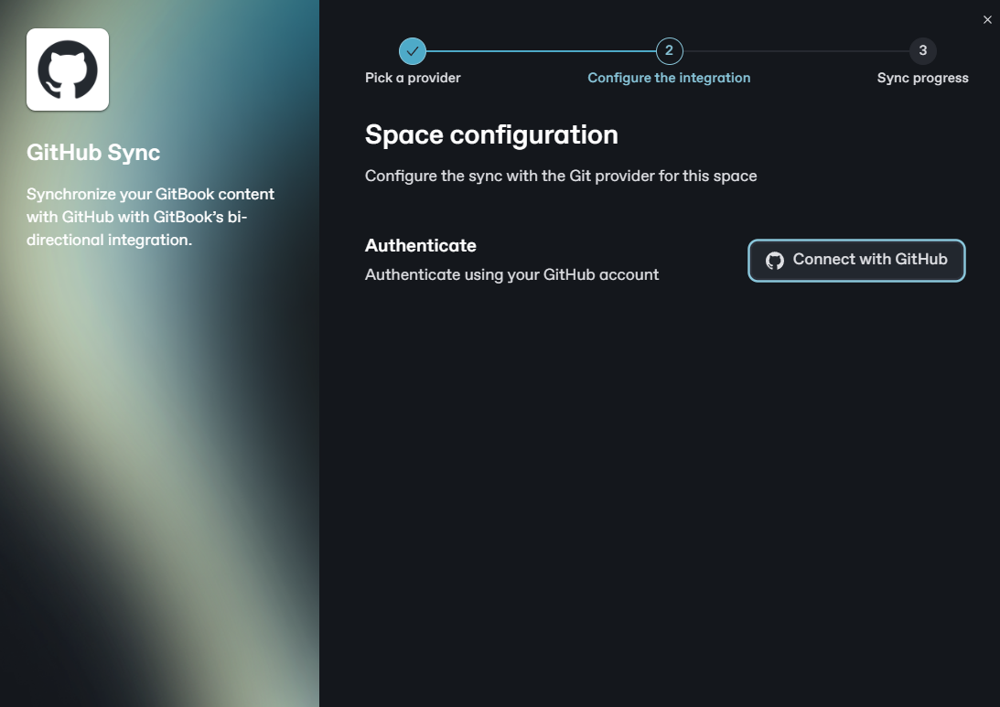 GitHub Sync
Synchronize your GitBook content
with GitHub with GitBook's bi-
directional integration.
2
3
Pick a provider
Configure the integration
Sync progress
Space configuration
Configure the sync with the Git provider for this space
Authenticate
Authenticate using your GitHub account
Connect with GitHub